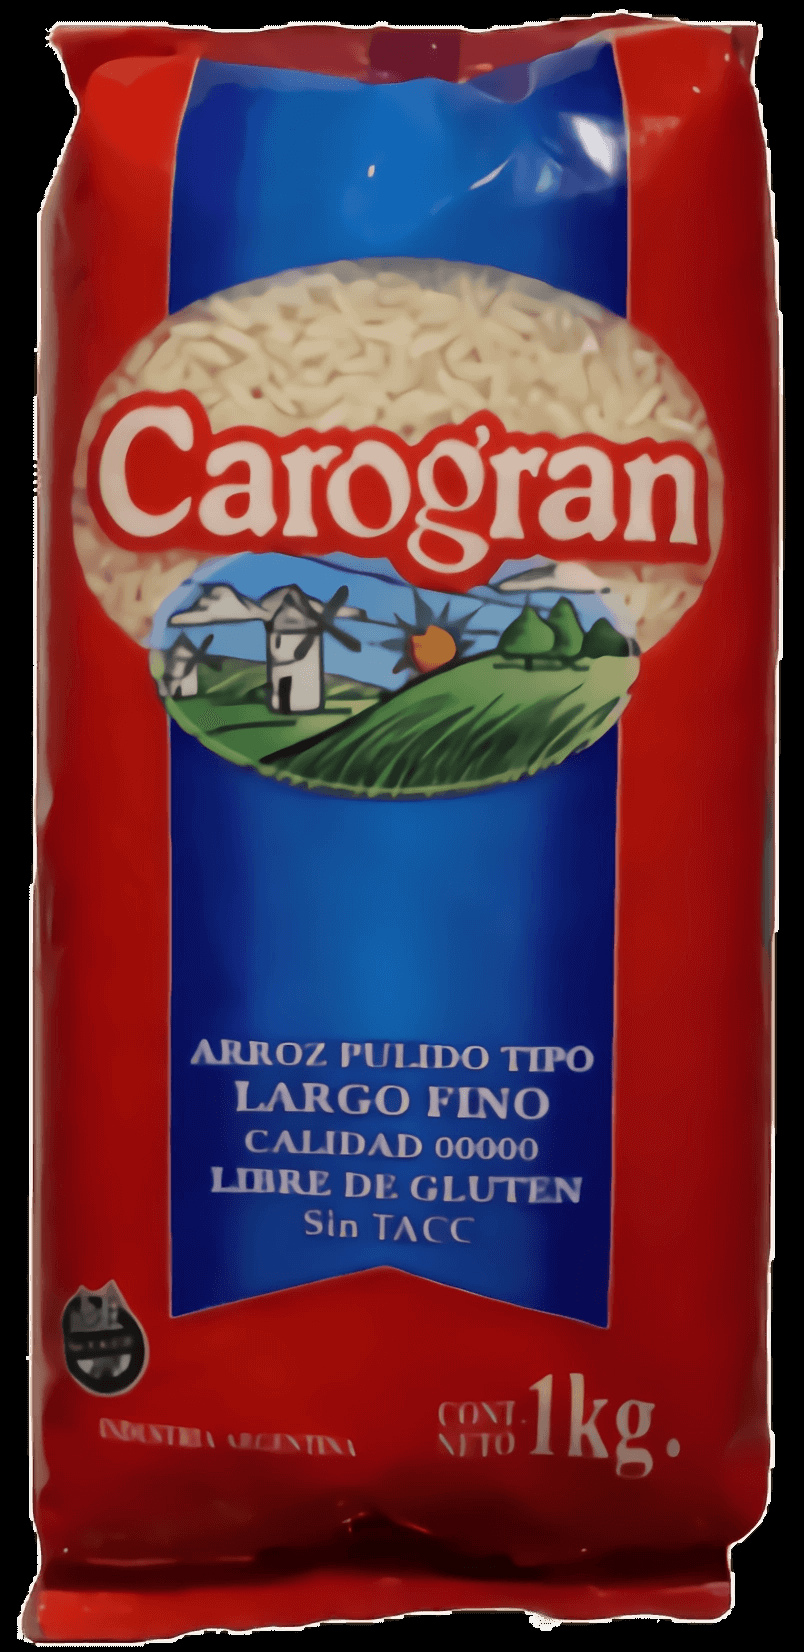 Carogran
ARROZ PULIDO TIPO
LARGO FINO
CALIDAD 00000
LIBRE DE GLUTEN
Sin TACC
INDUSTRIA ARGENTINA
CONT.
NETO 1kg.